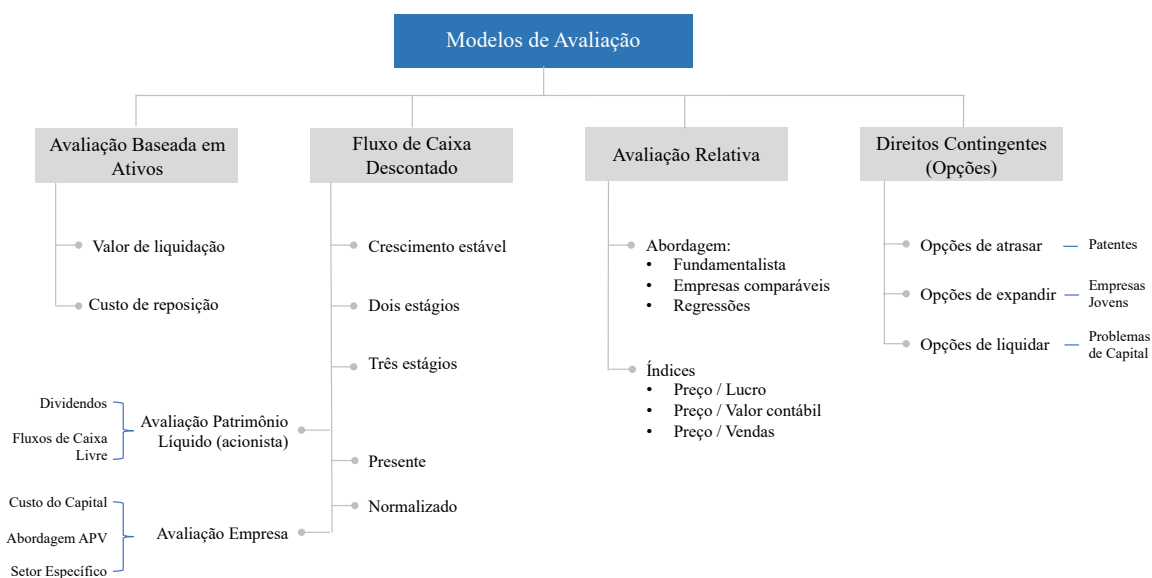 Modelos de Avaliação
Avaliação Baseada em
Ativos
Valor de liquidação
Custo de reposição
Fluxo de Caixa
Descontado
Crescimento estável
Dois estágios
Três estágios
Avaliação Patrimônio
Líquido (acionista)
Dividendos
Fluxos de Caixa
Livre
Presente
Normalizado
Avaliação Empresa
Custo do Capital
Abordagem APV
Setor Específico
Avaliação Relativa
Abordagem:
• Fundamentalista
• Empresas comparáveis
• Regressões
Índices
• Preço / Lucro
• Preço / Valor contábil
• Preço / Vendas
Direitos Contingentes
(Opções)
Opções de atrasar
Patentes
Opções de expandir
Empresas
Jovens
Opções de liquidar
Problemas
de Capital